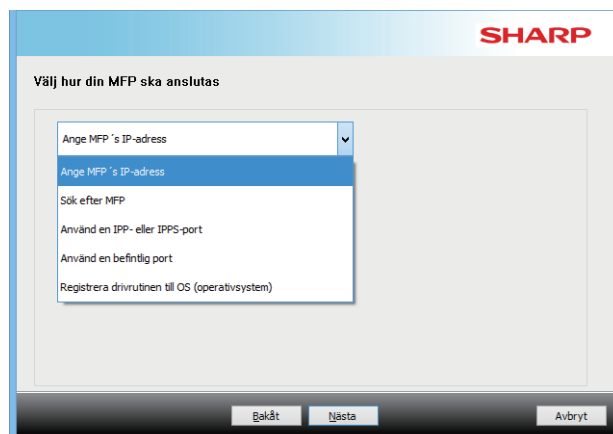 SHARP
Välj hur din MFP ska anslutas
Ange MFP´s IP-adress
Ange MFP´s IP-adress
Sök efter MFP
Använd en IPP- eller IPPS-port
Använd en befintlig port
Registrera drivrutinen till OS (operativsystem)
Bakåt Nästa Avbryt